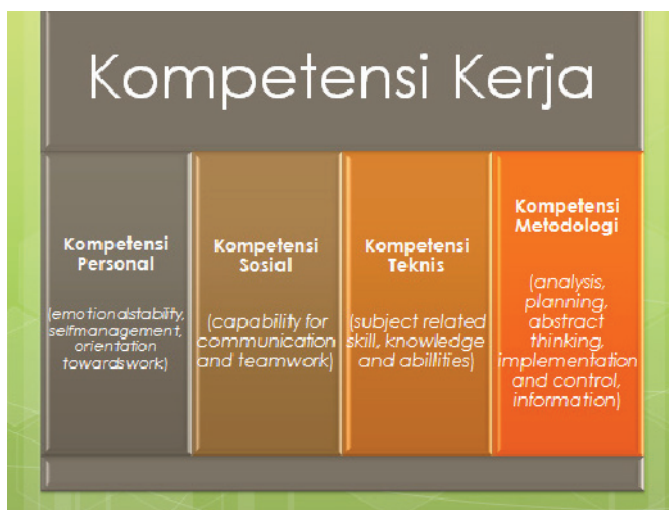 Kompetensi Kerja
Kompetensi
Personal
(emotionalstability,
selfmanagement,
orientation
towardswork)
Kompetensi
Sosial
(capability for
communication
and teamwork)
Kompetensi
Teknis
(subject related
skill, knowledge
and abillities)
Kompetensi
Metodologi
(analysis,
planning,
abstract
thinking,
implementation
and control,
information)